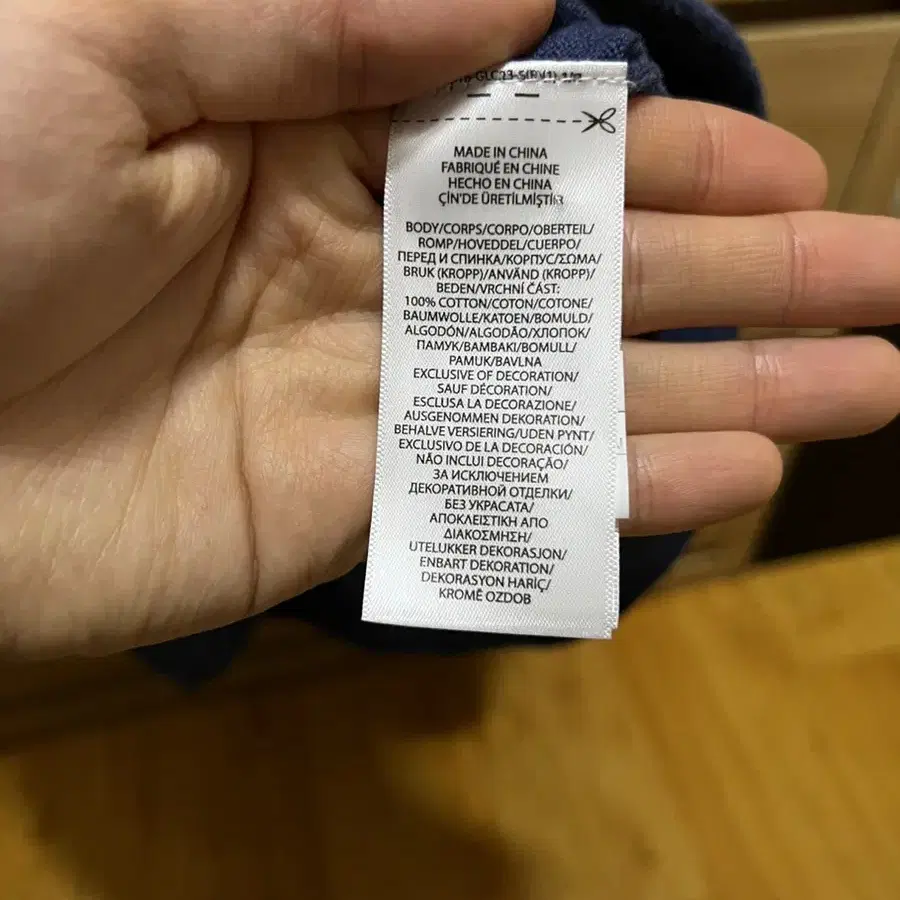 GLC23-S(B)(1)
MADE IN CHINA
FABRIQUÉ EN CHINE
HECHO EN CHINA
ÇİN'DE ÜRETİLMİŞTİR
BODY/CORPS/CORPO/OBERTEIL/
ROMP/HOVEDDEL/CUERPO/
ПЕРЕД И СПИНКА/КОРПУС/ΣΩΜΑ/
BRUK (KROPP)/ANVÄND (KROPP)/
BEDEN/VRCHNÍ ČÁST:
100% COTTON/COTON/COTONE/
BAUMWOLLE/KATOEN/BOMULD/
ALGODÓN/ALGODÃO/ХЛОПОК/
ПАМУК/BAMBAKI/BOMULL/
PAMUK/BAVLNA
EXCLUSIVE OF DECORATION/
SAUF DÉCORATION/
ESCLUSA LA DECORAZIONE/
AUSGENOMMEN DEKORATION/
BEHALVE VERSIERING/UDEN PYNT/
EXCLUSIVO DE LA DECORACIÓN/
NÃO INCLUI DECORAÇÃO/
ЗА ИСКЛЮЧЕНИЕМ
ДЕКОРАТИВНОЙ ОТДЕЛКИ/
БЕЗ УКРАСАТА/
ΑΠΟΚΛΕΙΣΤΙΚΗ ΑΠΟ
ΔΙΑΚΟΣΜΗΣΗ/
UTELUKKER DEKORASJON/
ENBART DEKORATION/
DEKORASYON HARİÇ/
KROMĚ OZDOB